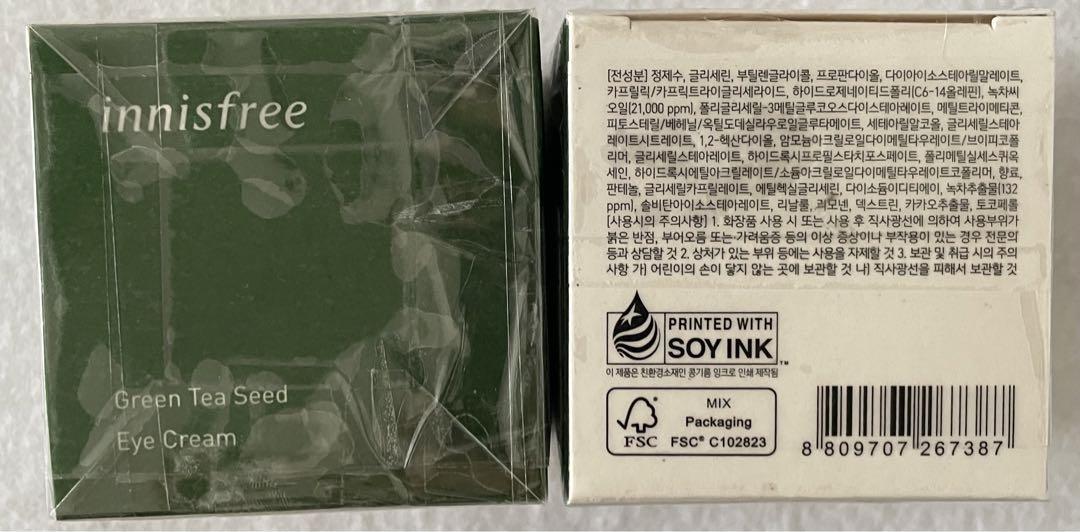 innisfree
Green Tea Seed
Eye Cream
[전성분] 정제수, 글리세린, 부틸렌글라이콜, 프로판다이올, 다이아이소스테아릴말레이트,
카프릴릭/카프릭트라이글리세라이드, 하이드로제네이티드폴리(C6-14올레핀), 녹차씨
오일(21,000 ppm), 폴리글리세릴-3메틸글루코오스다이스테아레이트, 메틸트라이메티콘,
피토스테릴/베헤닐/옥틸도데실라우로일글루타메이트, 세테아릴알코올, 글리세릴스테아
레이트시트레이트, 1,2-헥산다이올, 암모늄아크릴로일다이메틸타우레이트/브이피코폴
리머, 글리세릴스테아레이트, 하이드록시프로필스타치포스페이트, 폴리메틸실세스퀴옥
세인, 하이드록시에틸아크릴레이트/소듐아크릴로일다이메틸타우레이트코폴리머, 향료,
판테놀, 글리세릴카프릴레이트, 에틸헥실글리세린, 다이소듐이디티에이, 녹차추출물(132
ppm), 솔비탄아이소스테아레이트, 리날룰, 리모넨, 덱스트린, 카카오추출물, 토코페롤
[사용시의 주의사항] 1. 화장품 사용 시 또는 사용 후 직사광선에 의하여 사용부위가
붉은 반점, 부어오름 또는 가려움증 등의 이상 증상이나 부작용이 있는 경우 전문의
등과 상담할 것 2. 상처가 있는 부위 등에는 사용을 자제할 것 3. 보관 및 취급 시의 주의
사항 가) 어린이의 손이 닿지 않는 곳에 보관할 것 나) 직사광선을 피해서 보관할 것
PRINTED WITH
SOY INK™
이 제품은 친환경소재인 콩기름 잉크로 인쇄 제작됨
MIX
Packaging
FSC FSC® C102823
8 809707 267387